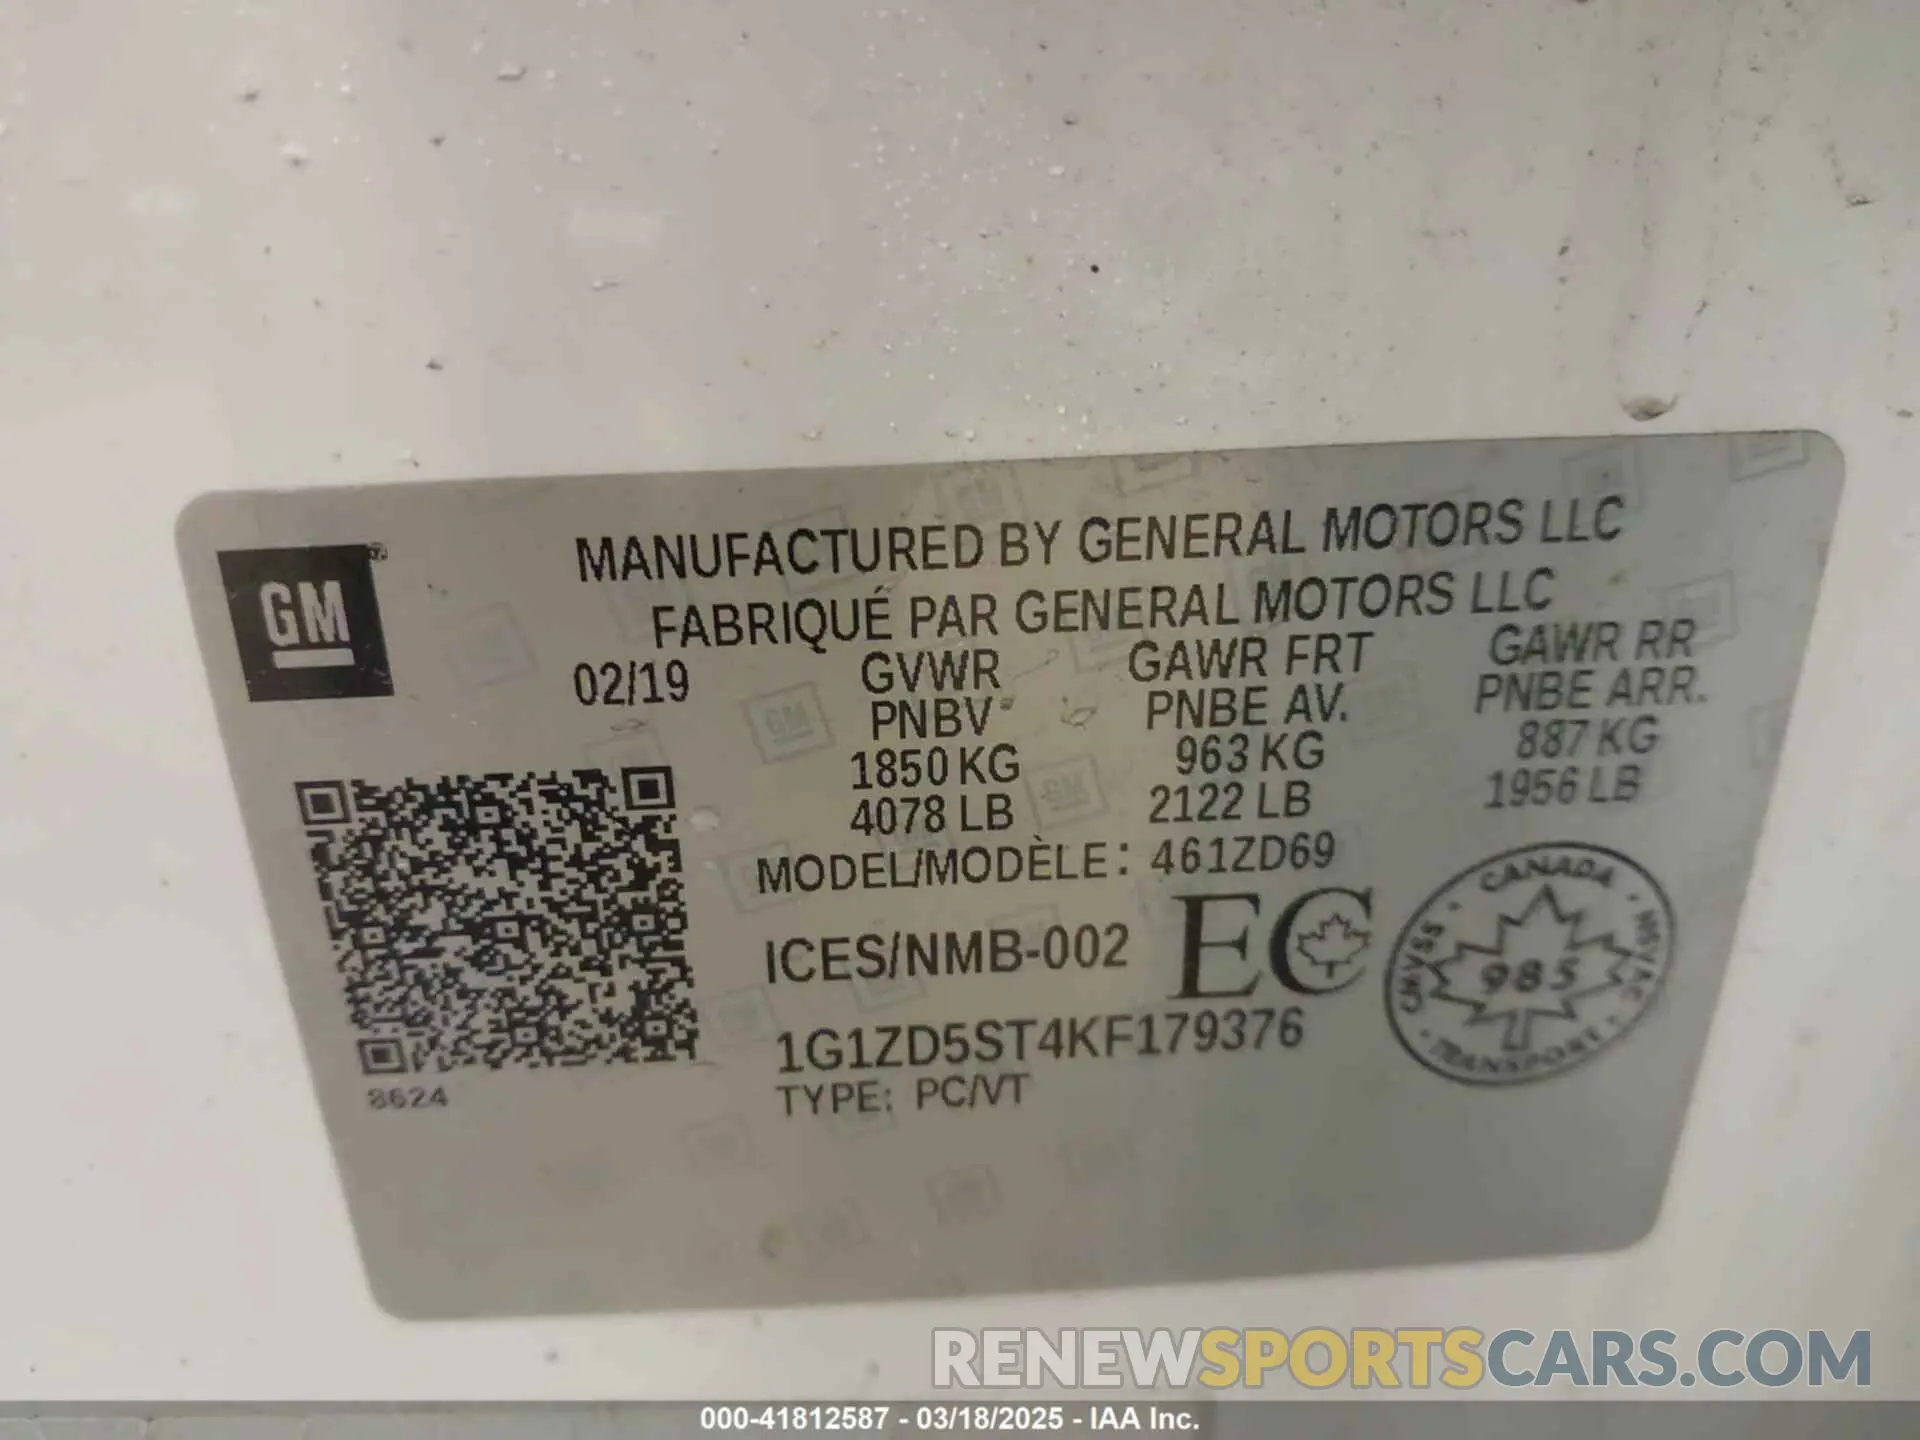 GM
MANUFACTURED BY GENERAL MOTORS LLC
FABRIQUÉ PAR GENERAL MOTORS LLC
02/19 GVWR GAWR FRT GAWR RR
PNBV PNBE AV. PNBE ARR.
1850 KG 963 KG 887 KG
4078 LB 2122 LB 1956 LB
MODEL/MODÈLE: 461ZD69
ICES/NMB-002 EC
CANADA
CMVSS 985 NSVAC
TRANSPORT
1G1ZD5ST4KF179376
TYPE: PC/VT
8624
RENEWSPORTSCARS.COM
000-41812587 - 03/18/2025 - IAA Inc.